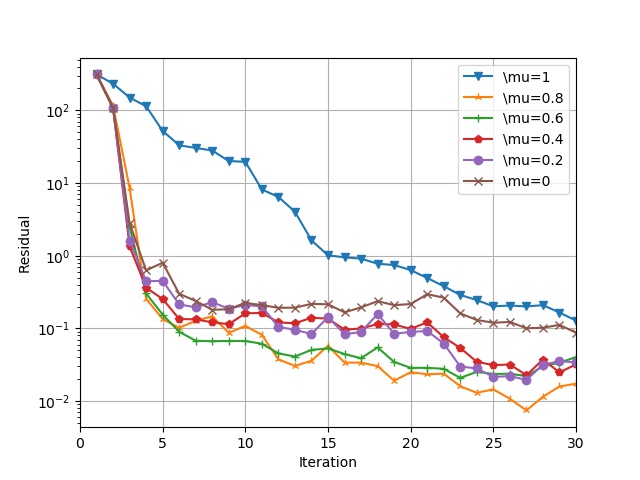 \mu=1
\mu=0.8
\mu=0.6
\mu=0.4
\mu=0.2
\mu=0
10²
10¹
10⁰
10⁻¹
10⁻²
Residual
0 5 10 15 20 25 30
Iteration